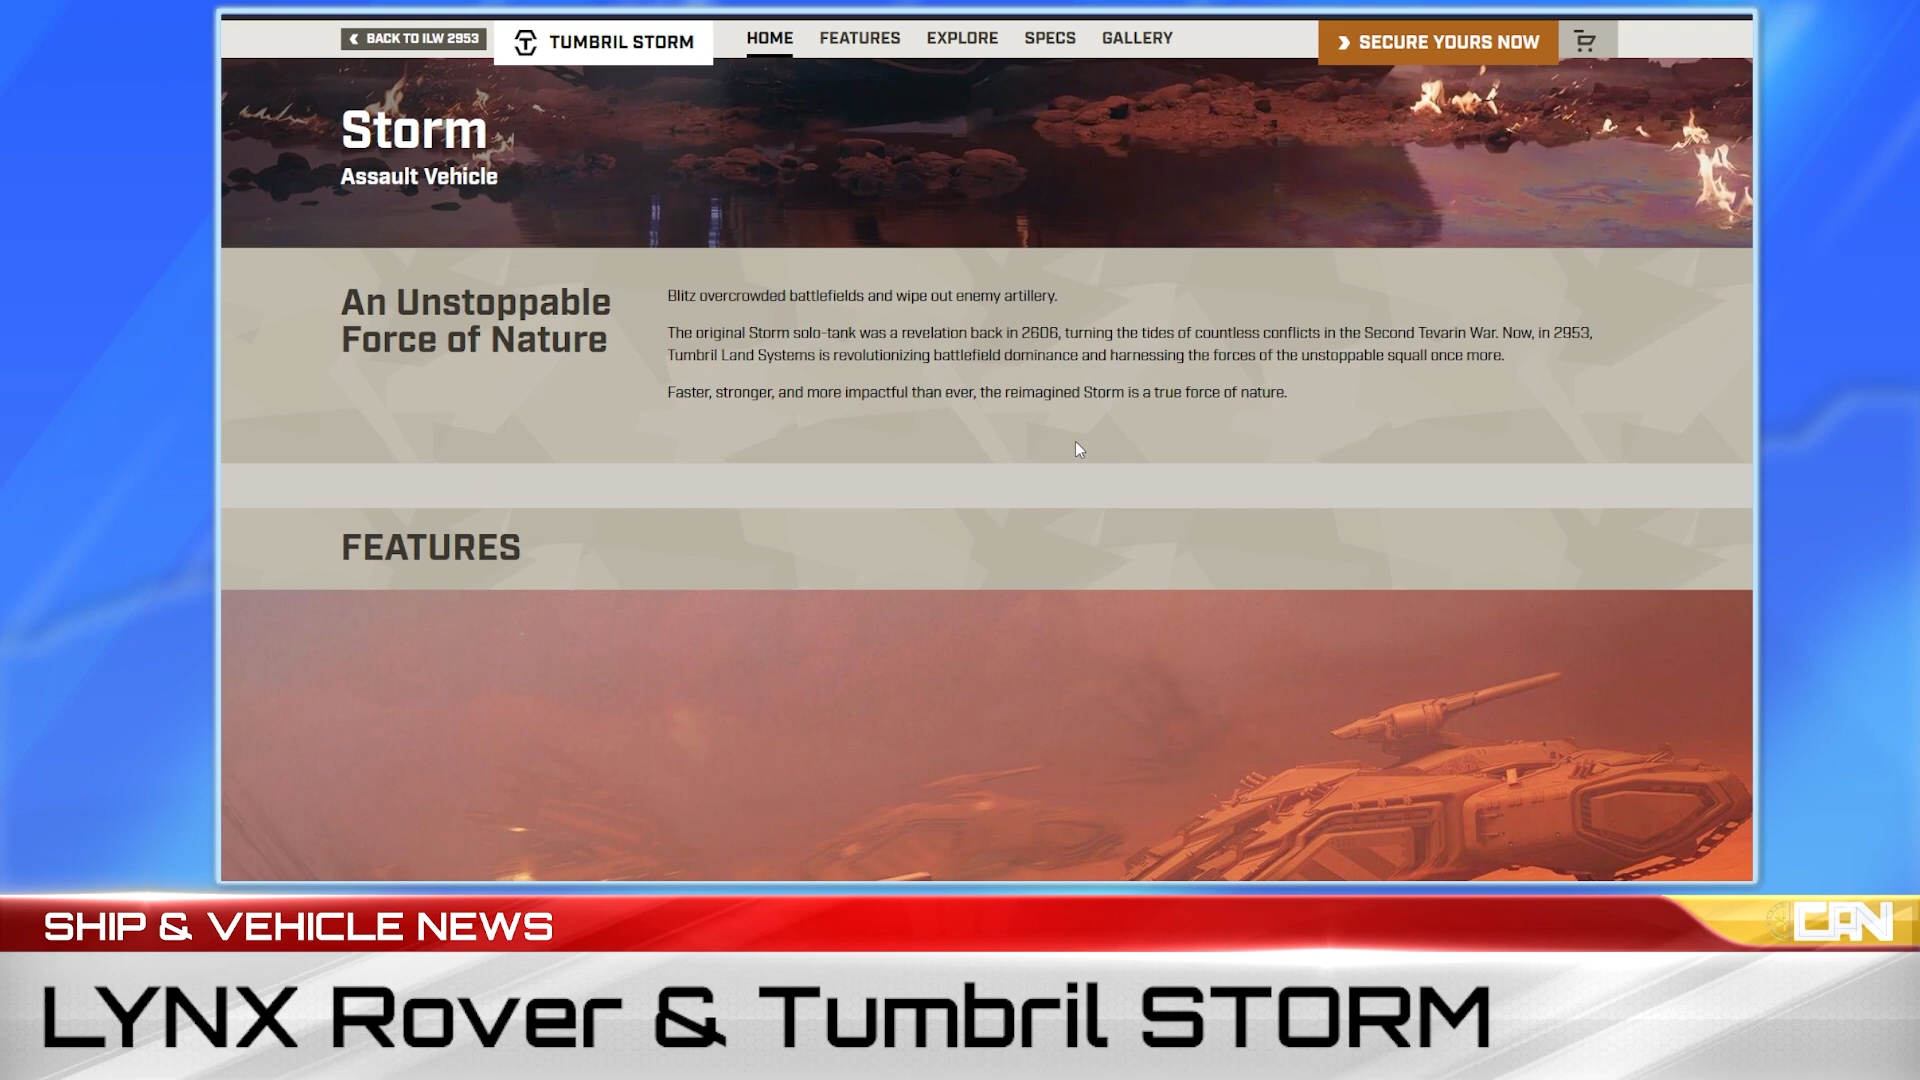 BACK TO ILW 2953
TUMBRIL STORM
HOME
FEATURES
EXPLORE
SPECS
GALLERY
SECURE YOURS NOW
Storm
Assault Vehicle
An Unstoppable
Force of Nature
Blitz overcrowded battlefields and wipe out enemy artillery.
The original Storm solo-tank was a revelation back in 2606, turning the tides of countless conflicts in the Second Tevarin War. Now, in 2953,
Tumbril Land Systems is revolutionizing battlefield dominance and harnessing the forces of the unstoppable squall once more.
Faster, stronger, and more impactful than ever, the reimagined Storm is a true force of nature.
FEATURES
SHIP & VEHICLE NEWS
CAN
LYNX Rover & Tumbril STORM